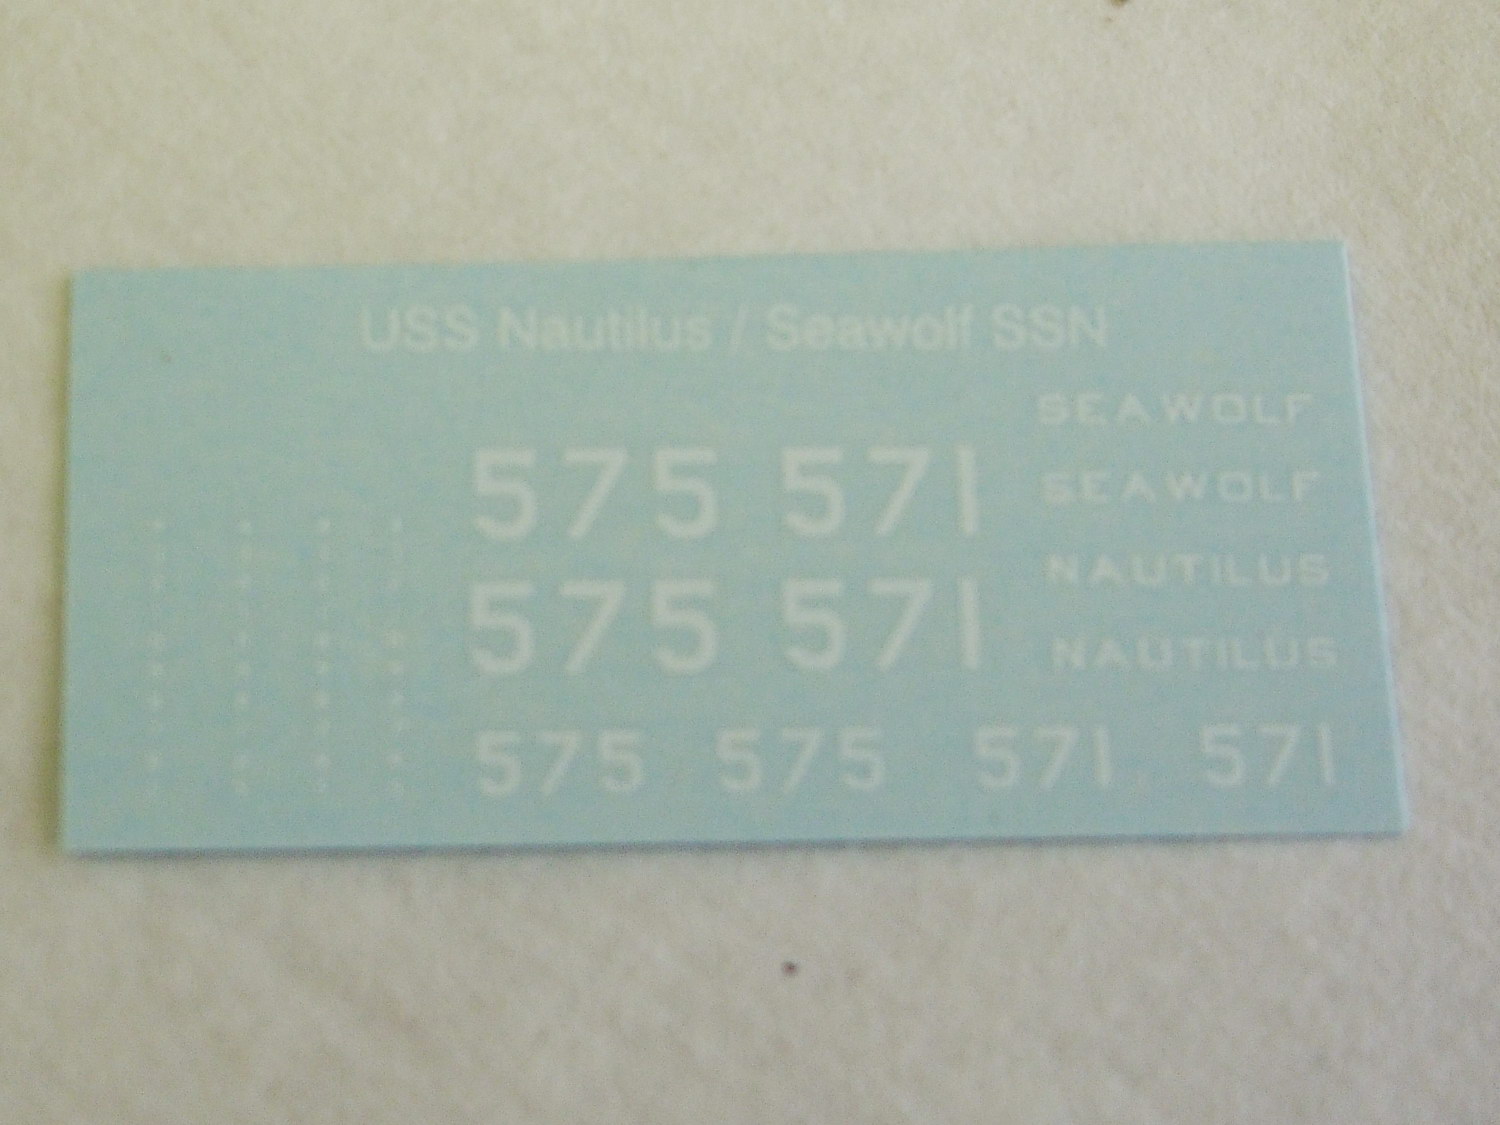 USS Nautilus / Seawolf SSN
SEAWOLF
575 571
SEAWOLF
NAUTILUS
575 571
NAUTILUS
575 575 571 571